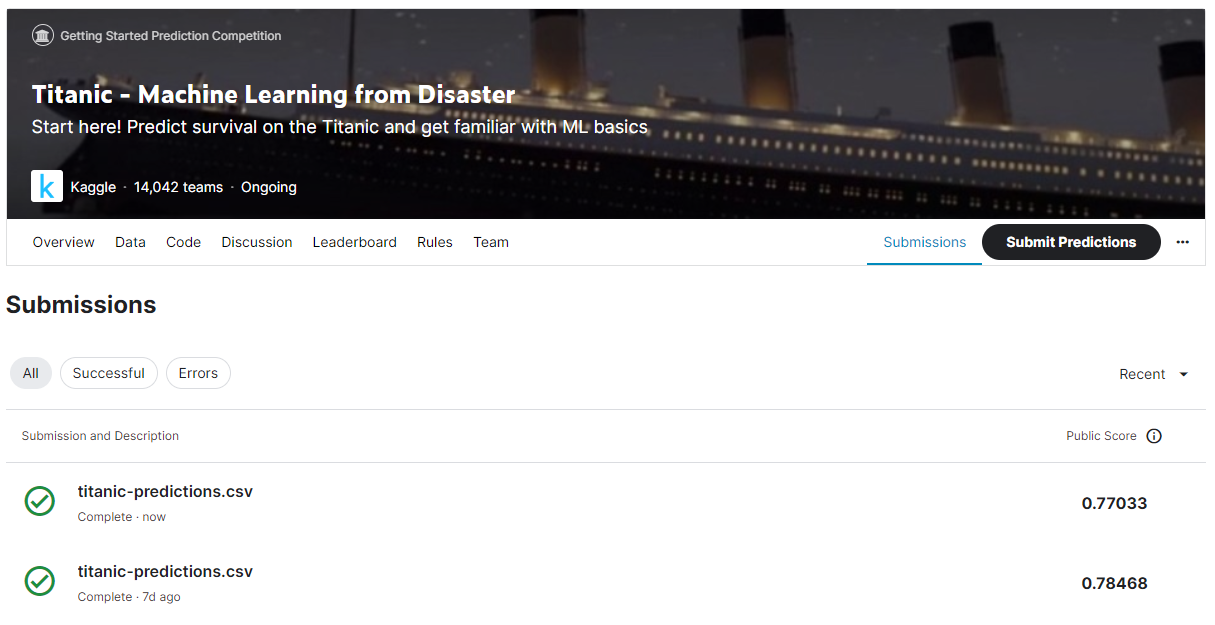 Getting Started Prediction Competition
Titanic - Machine Learning from Disaster
Start here! Predict survival on the Titanic and get familiar with ML basics
k Kaggle · 14,042 teams · Ongoing
Overview Data Code Discussion Leaderboard Rules Team Submissions Submit Predictions ···
Submissions
All Successful Errors Recent
Submission and Description Public Score
titanic-predictions.csv
Complete · now
0.77033
titanic-predictions.csv
Complete · 7d ago
0.78468